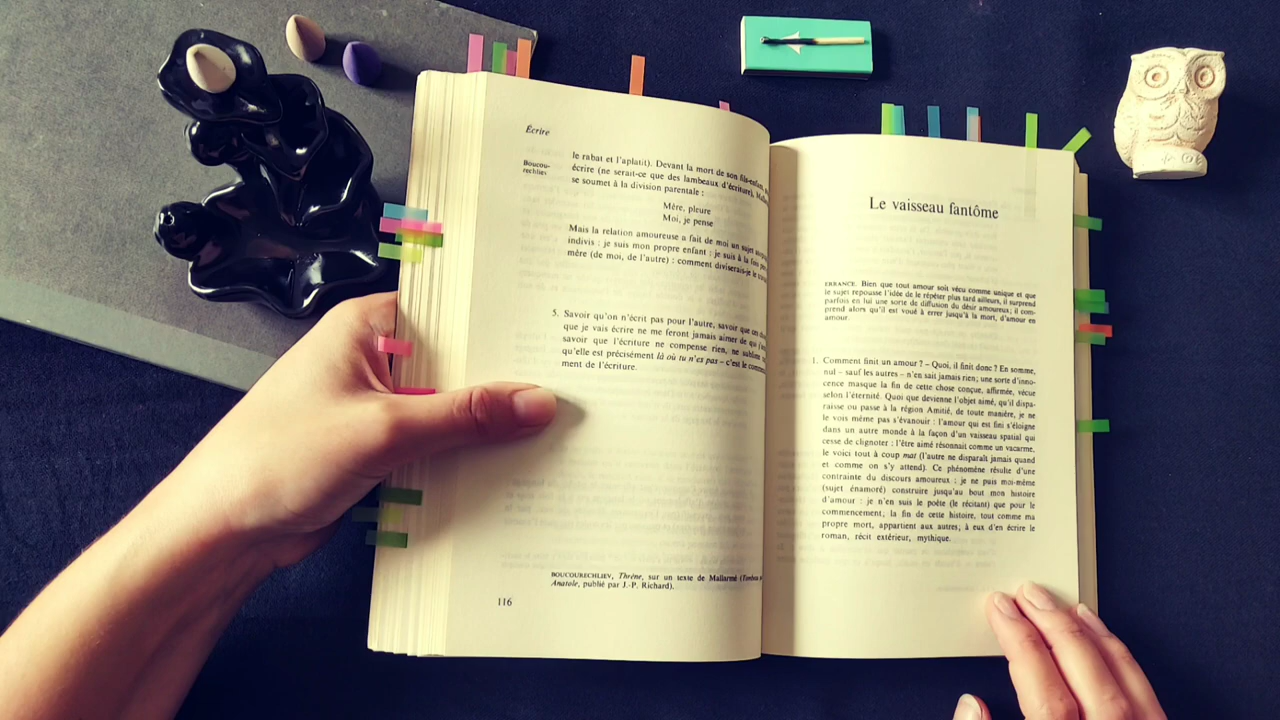 Écrire
Boucou-
rechliev
le rabat et l'aplatit). Devant la mort de son fils-enfant,
écrire (ne serait-ce que des lambeaux d'écriture),
se soumet à la division parentale :
Mère, pleure
Moi, je pense
Mais la relation amoureuse a fait de moi un sujet
indivis : je suis mon propre enfant : je suis à la fois
mère (de moi, de l'autre) : comment diviserais-je le
5. Savoir qu'on n'écrit pas pour l'autre, savoir que
que je vais écrire ne me feront jamais aimer de qui
savoir que l'écriture ne compense rien, ne sublime
qu'elle est précisément là où tu n'es pas – c'est le
ment de l'écriture.
BOUCOURECHLIEV, Thrène, sur un texte de Mallarmé (Tombeau
Anatole, publié par J.-P. Richard).
116
Le vaisseau fantôme
ERRANCE. Bien que tout amour soit vécu comme unique et que
le sujet repousse l'idée de le répéter plus tard ailleurs, il surprend
parfois en lui une sorte de diffusion du désir amoureux; il com-
prend alors qu'il est voué à errer jusqu'à la mort, d'amour en
amour.
1. Comment finit un amour ? – Quoi, il finit donc ? En somme,
nul – sauf les autres – n'en sait jamais rien; une sorte d'inno-
cence masque la fin de cette chose conçue, affirmée, vécue
selon l'éternité. Quoi que devienne l'objet aimé, qu'il dispa-
raisse ou passe à la région Amitié, de toute manière, je ne
le vois même pas s'évanouir : l'amour qui est fini s'éloigne
dans un autre monde à la façon d'un vaisseau spatial qui
cesse de clignoter : l'être aimé résonnait comme un vacarme,
le voici tout à coup mat (l'autre ne disparaît jamais quand
et comme on s'y attend). Ce phénomène résulte d'une
contrainte du discours amoureux : je ne puis moi-même
(sujet énamoré) construire jusqu'au bout mon histoire
d'amour : je n'en suis le poète (le récitant) que pour le
commencement; la fin de cette histoire, tout comme ma
propre mort, appartient aux autres; à eux d'en écrire le
roman, récit extérieur, mythique.